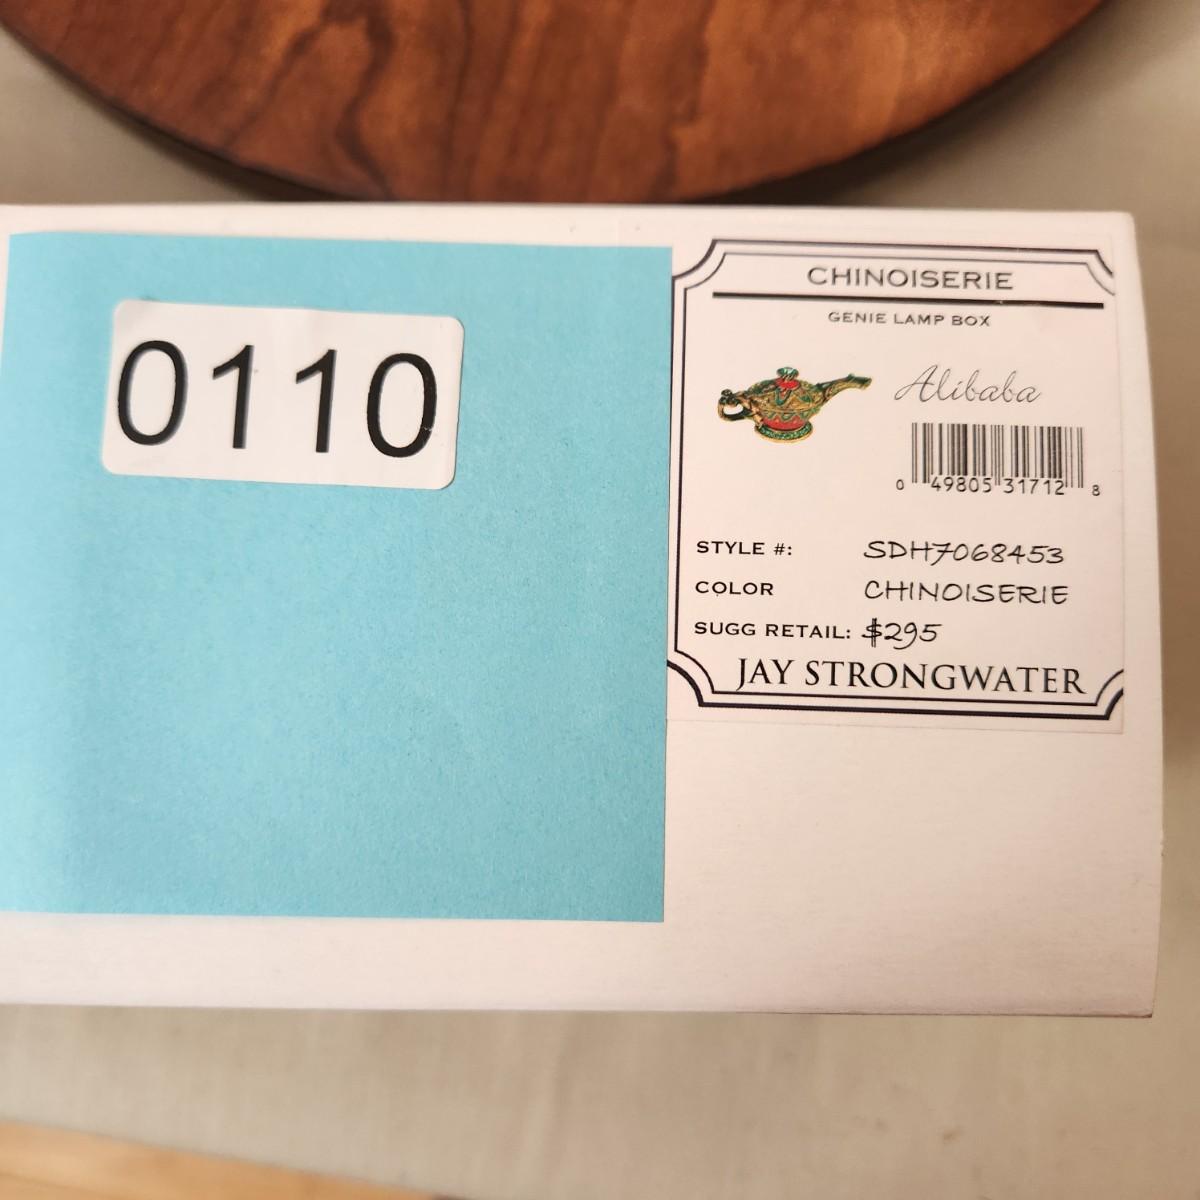 0110
CHINOISERIE
GENIE LAMP BOX
Alibaba
0 49805 31712 8
STYLE #: SDH7068453
COLOR CHINOISERIE
SUGG RETAIL: $295
JAY STRONGWATER